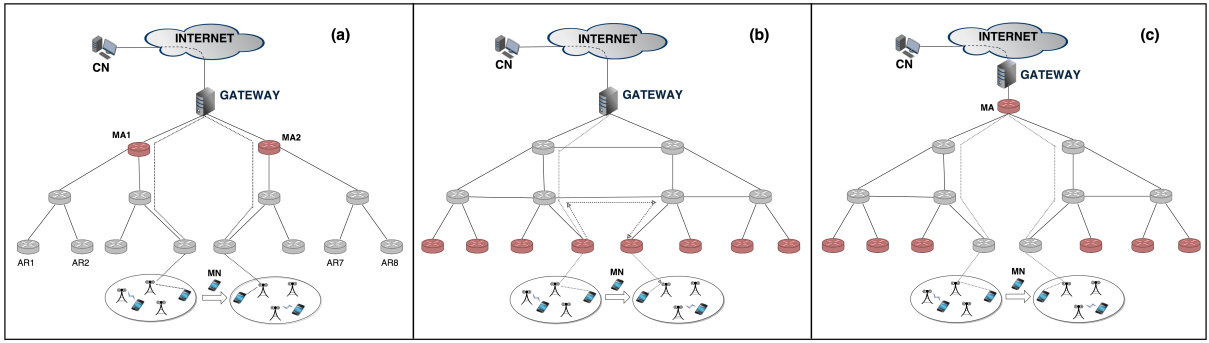 (a)
INTERNET
CN
GATEWAY
MA1
MA2
AR1
AR2
AR7
AR8
MN
(b)
INTERNET
CN
GATEWAY
MN
(c)
INTERNET
CN
GATEWAY
MA
MN